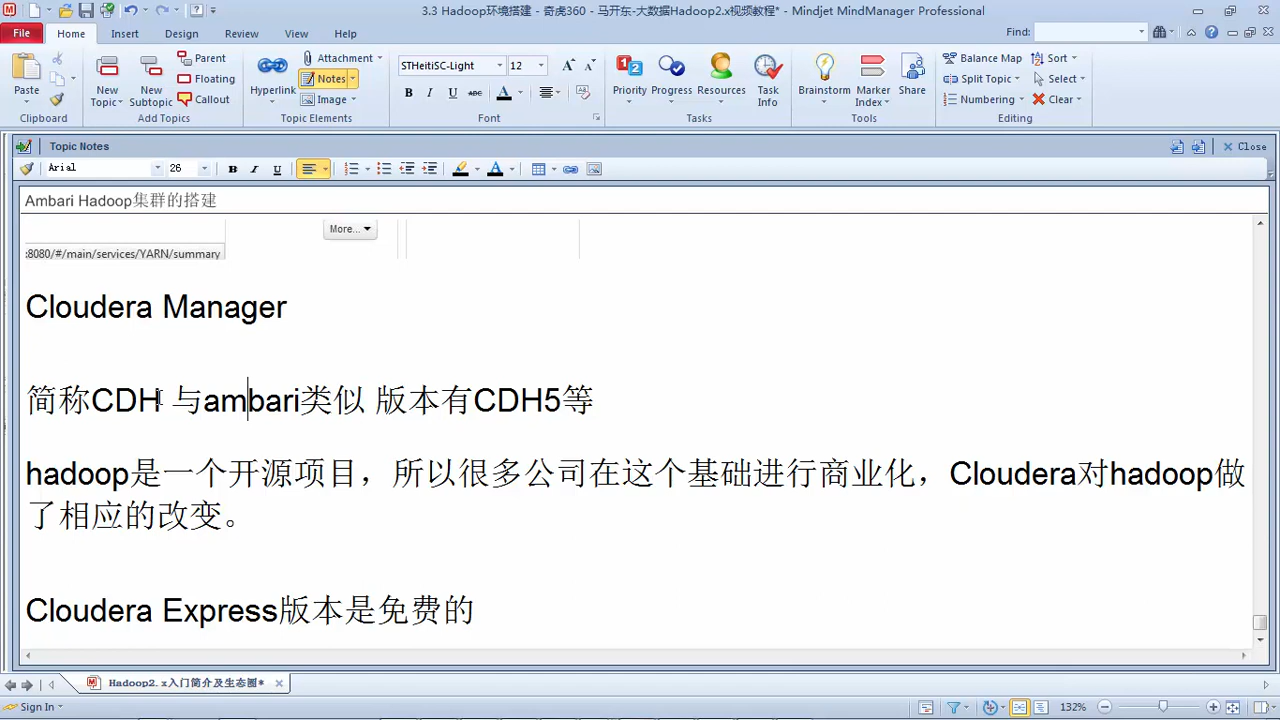 3.3 Hadoop环境搭建 - 奇虎360 - 马开东-大数据Hadoop2.x视频教程* - Mindjet MindManager Professional
File Home Insert Design Review View Help Find:
Paste
Clipboard
New Topic
New Subtopic
Parent
Floating
Callout
Add Topics
Hyperlink
Attachment
Notes
Image
Topic Elements
STHeitiSC-Light 12
B I U ABC A
Font
Priority
Progress
Resources
Task Info
Tasks
Brainstorm
Marker Index
Share
Tools
Balance Map
Split Topic
Numbering
Sort
Select
Clear
Editing
Topic Notes Close
Arial 26 B I U A
Ambari Hadoop集群的搭建
More...
:8080/#/main/services/YARN/summary
Cloudera Manager
简称CDH 与ambari类似 版本有CDH5等
hadoop是一个开源项目，所以很多公司在这个基础进行商业化，Cloudera对hadoop做
了相应的改变。
Cloudera Express版本是免费的
Hadoop2.x入门简介及生态圈*
Sign In 132%